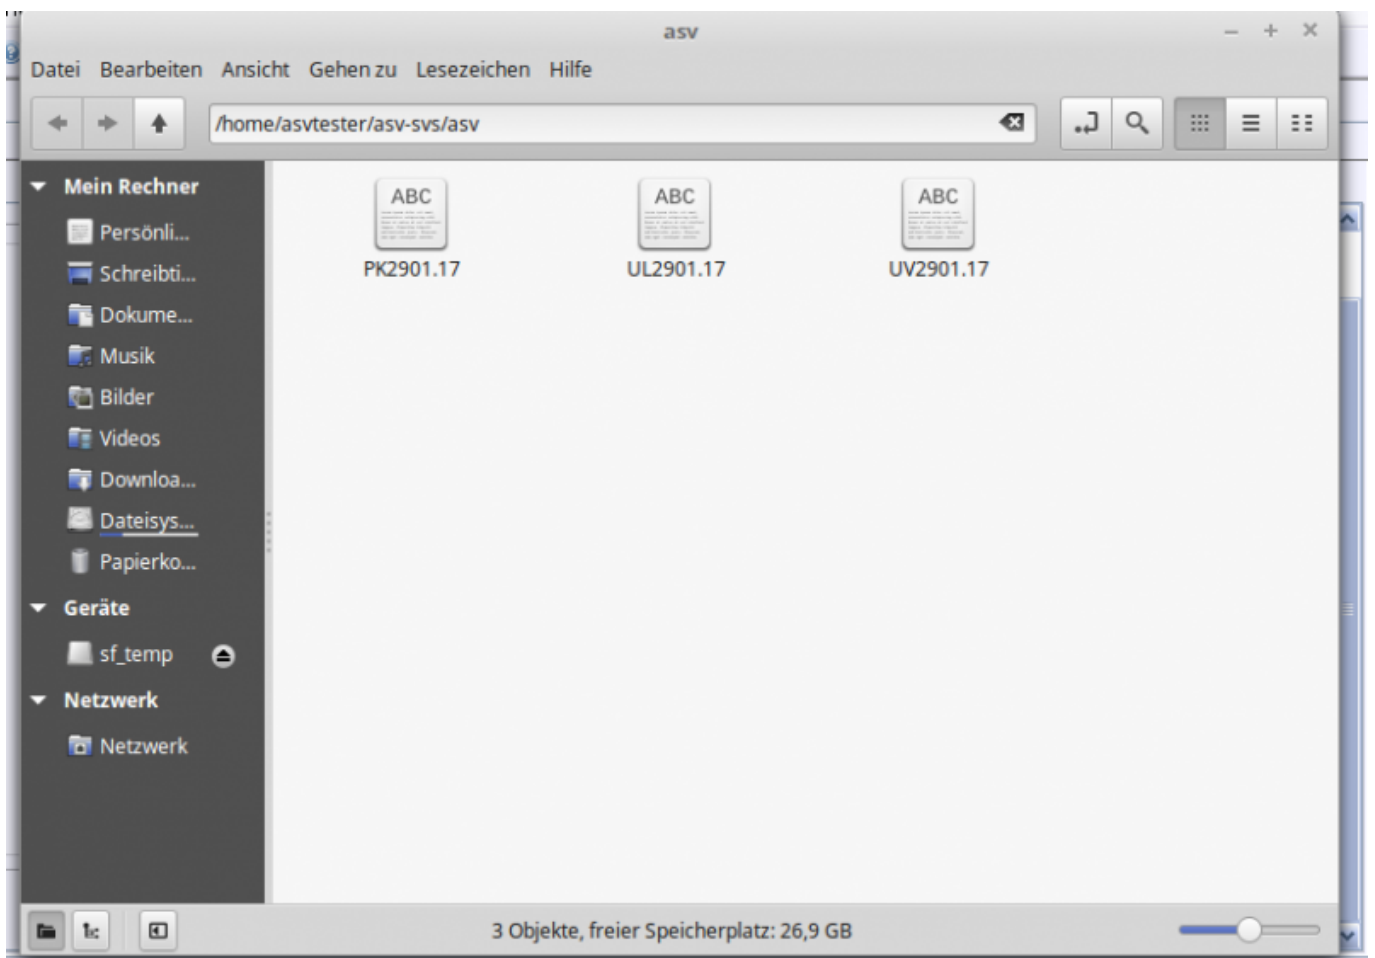 asv
Datei Bearbeiten Ansicht Gehen zu Lesezeichen Hilfe
/home/asvtester/asv-svs/asv
Mein Rechner
Persönli...
Schreibti...
Dokume...
Musik
Bilder
Videos
Downloa...
Dateisys...
Papierko...
Geräte
sf_temp
Netzwerk
Netzwerk
ABC
PK2901.17
ABC
UL2901.17
ABC
UV2901.17
3 Objekte, freier Speicherplatz: 26,9 GB